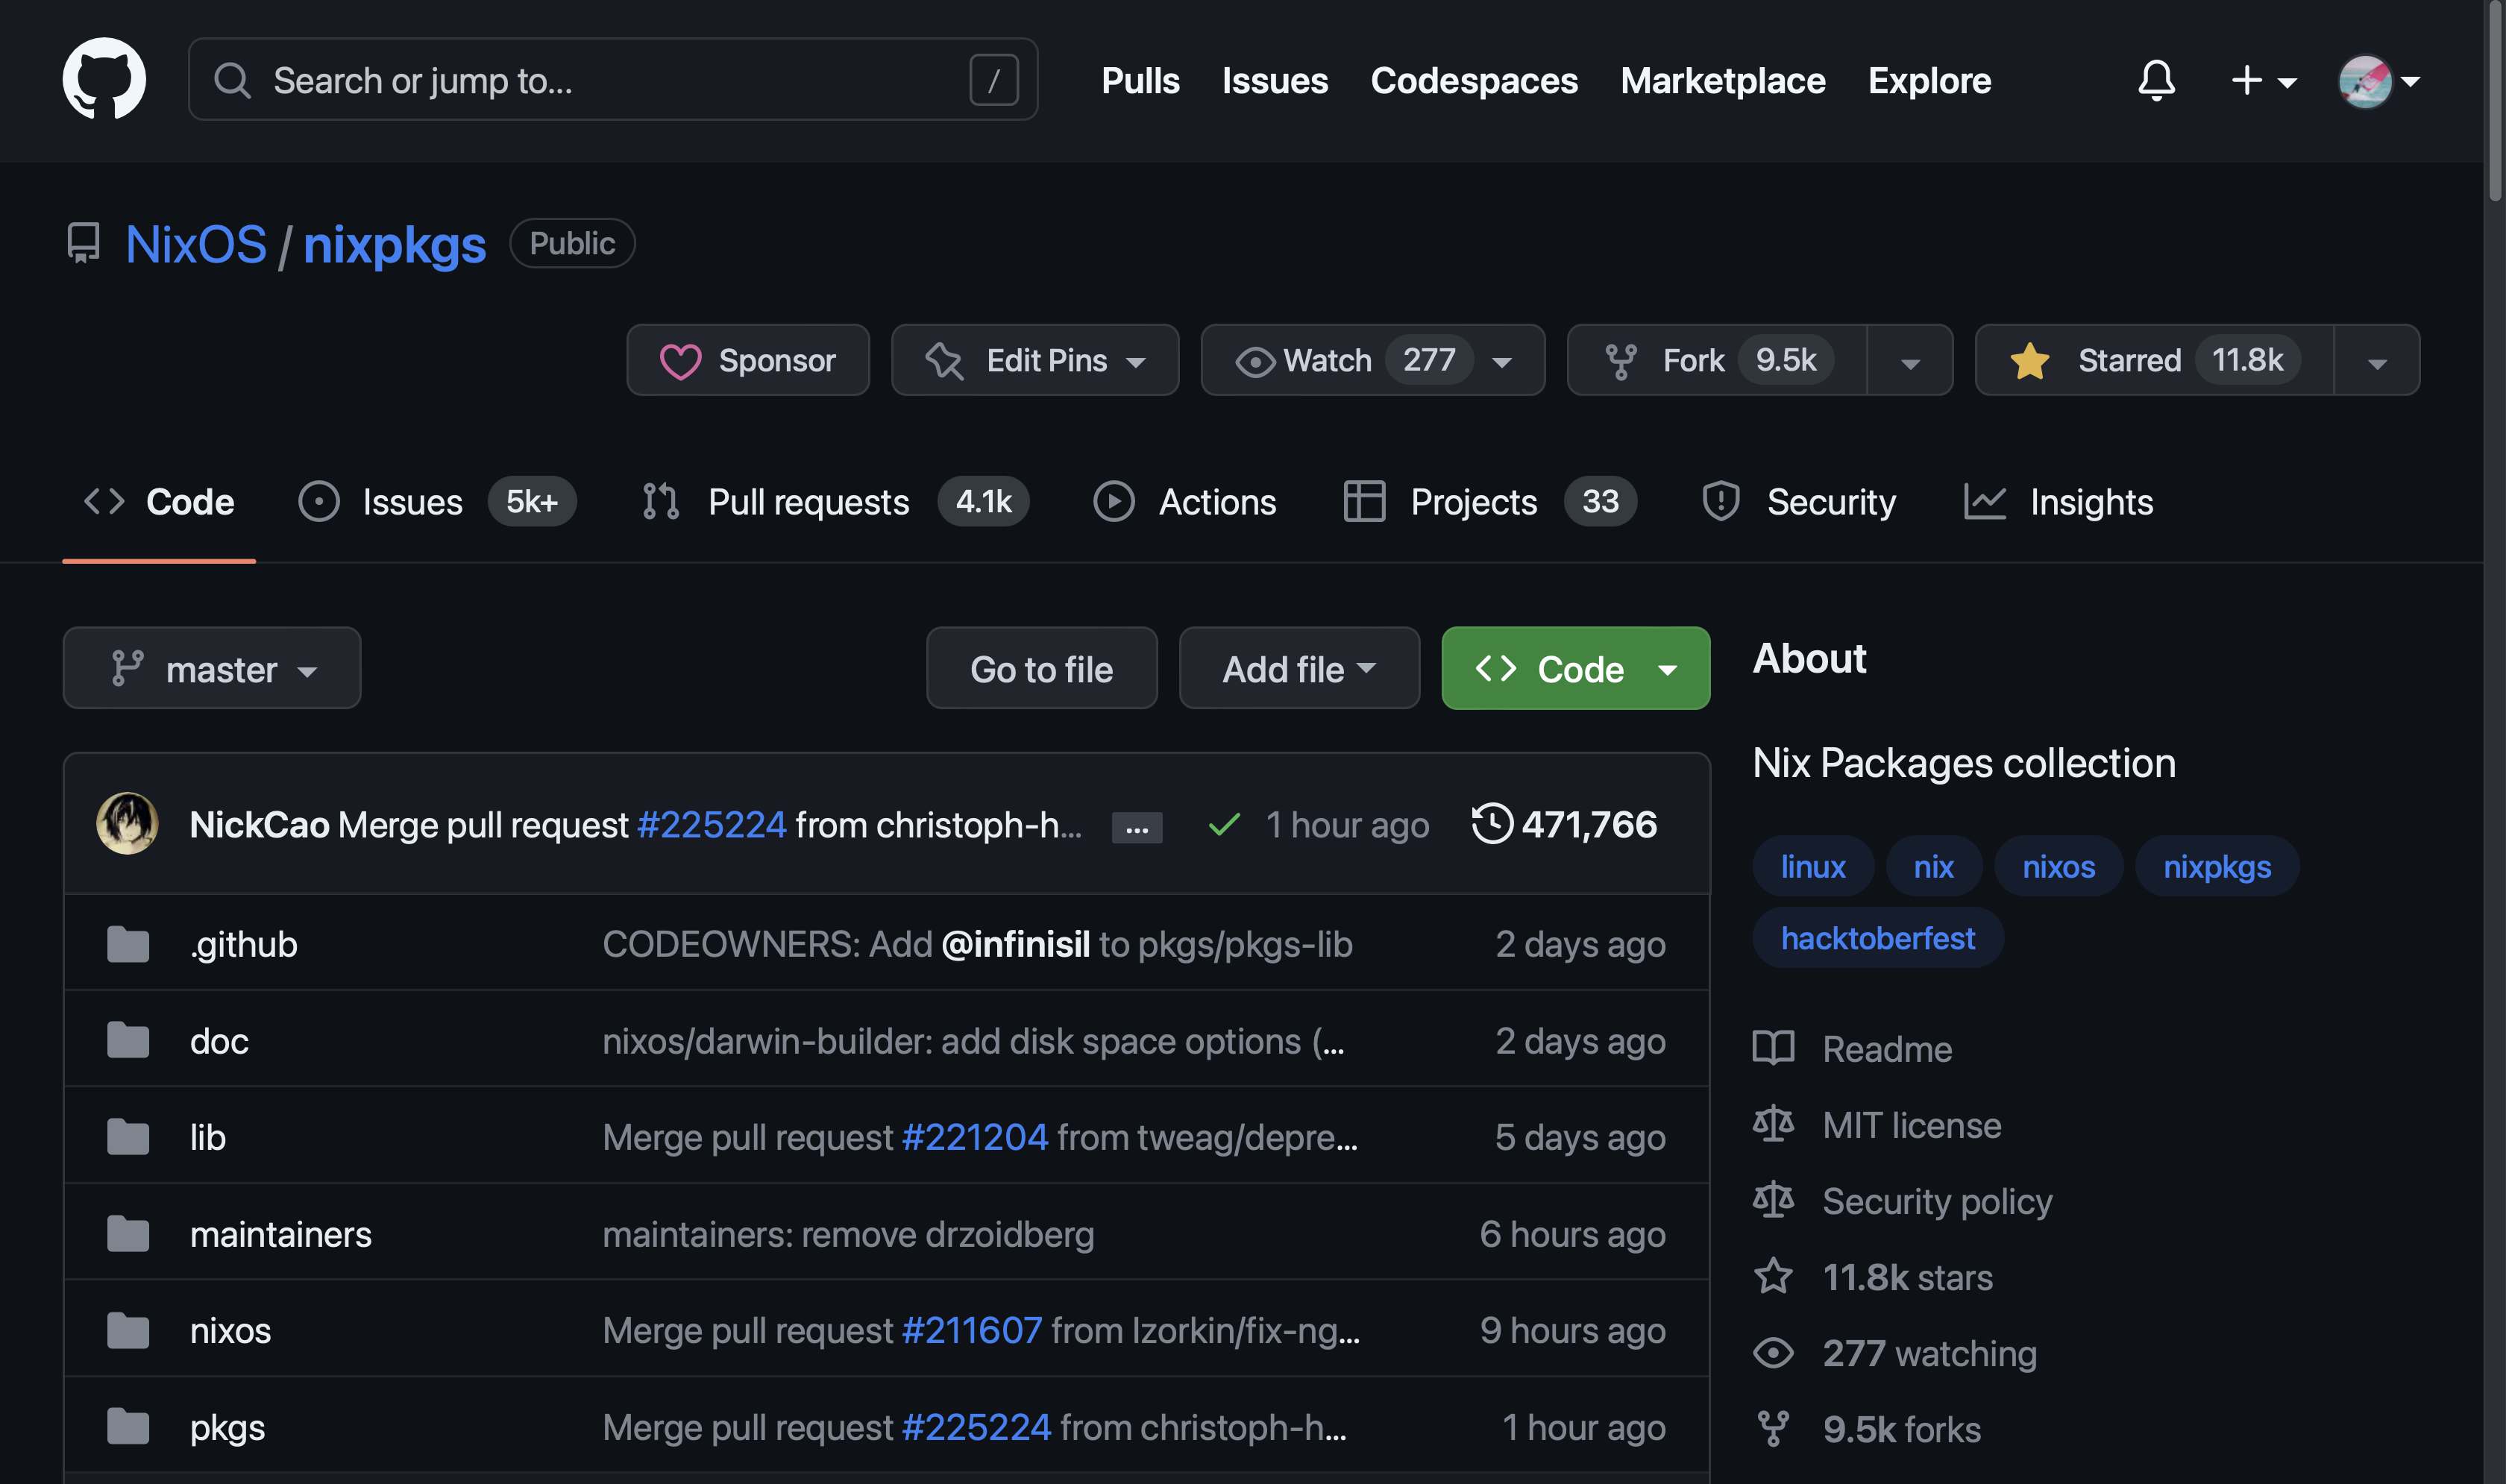 Search or jump to... /
Pulls Issues Codespaces Marketplace Explore
NixOS / nixpkgs Public
Sponsor Edit Pins Watch 277 Fork 9.5k Starred 11.8k
Code Issues 5k+ Pull requests 4.1k Actions Projects 33 Security Insights
master Go to file Add file Code
NickCao Merge pull request #225224 from christoph-h... ... 1 hour ago 471,766
.github CODEOWNERS: Add @infinisil to pkgs/pkgs-lib 2 days ago
doc nixos/darwin-builder: add disk space options (... 2 days ago
lib Merge pull request #221204 from tweag/depre... 5 days ago
maintainers maintainers: remove drzoidberg 6 hours ago
nixos Merge pull request #211607 from lzorkin/fix-ng... 9 hours ago
pkgs Merge pull request #225224 from christoph-h... 1 hour ago
About
Nix Packages collection
linux nix nixos nixpkgs
hacktoberfest
Readme
MIT license
Security policy
11.8k stars
277 watching
9.5k forks